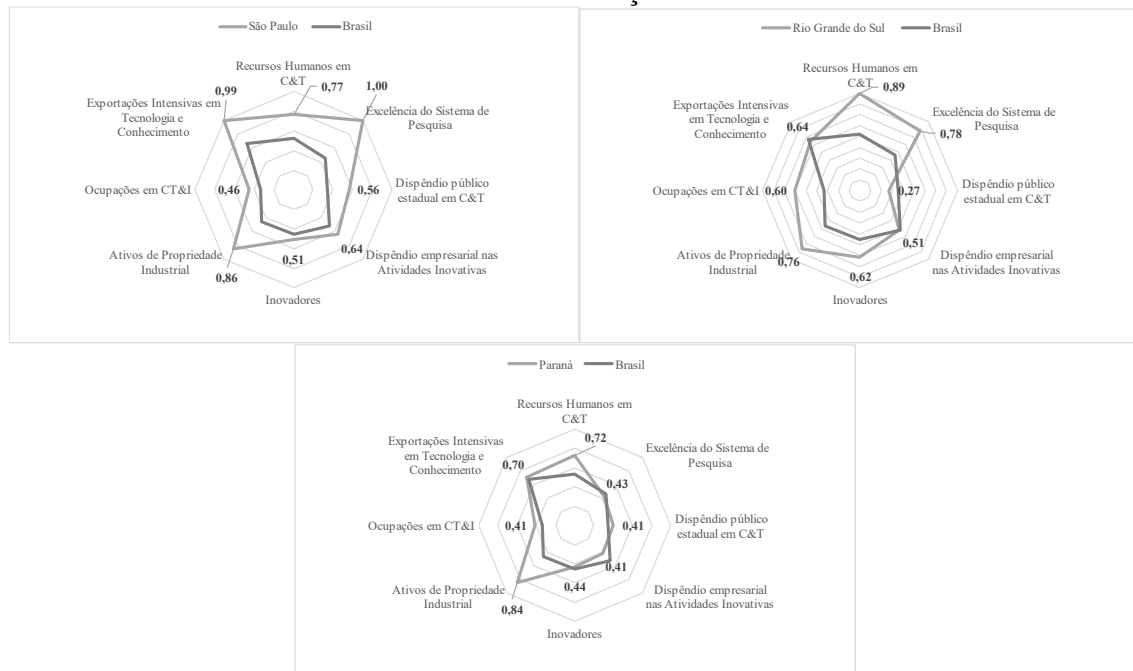 São Paulo Brasil
Recursos Humanos em
C&T
0,77
1,00
0,99
Exportações Intensivas em
Tecnologia e
Conhecimento
Excelência do Sistema de
Pesquisa
Ocupações em CT&I
0,46
0,56
Dispêndio público
estadual em C&T
Ativos de Propriedade
Industrial
0,86
0,51
0,64
Dispêndio empresarial nas
Atividades Inovativas
Inovadores
Rio Grande do Sul Brasil
Recursos Humanos em
C&T
0,89
Exportações Intensivas
em Tecnologia e
Conhecimento
0,64
Excelência do Sistema de
Pesquisa
0,78
Ocupações em CT&I
0,60
0,27
Dispêndio público
estadual em C&T
Ativos de Propriedade
Industrial
0,76
0,62
0,51
Dispêndio empresarial
nas Atividades Inovativas
Inovadores
Paraná Brasil
Recursos Humanos em
C&T
0,72
Exportações Intensivas
em Tecnologia e
Conhecimento
0,70
Excelência do Sistema de
Pesquisa
0,43
Ocupações em CT&I
0,41
0,41
Dispêndio público
estadual em C&T
Ativos de Propriedade
Industrial
0,84
0,44
0,41
Dispêndio empresarial
nas Atividades Inovativas
Inovadores